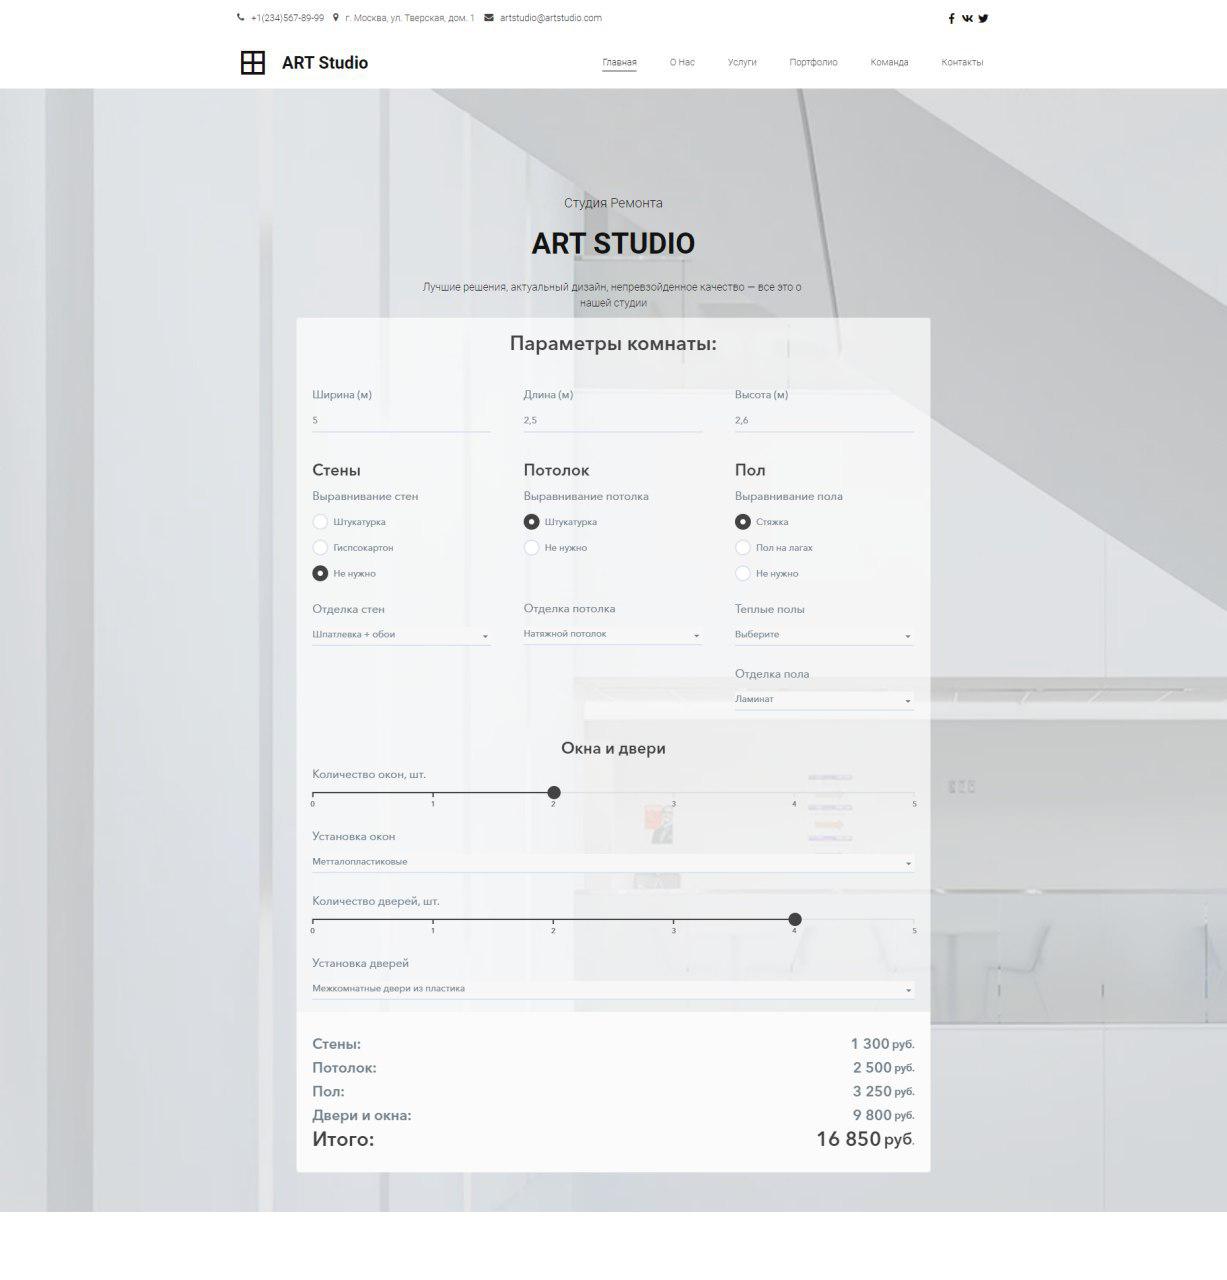 +1(234)567-89-99 г. Москва, ул. Тверская, дом. 1 artstudio@artstudio.com
ART Studio
Главная О Нас Услуги Портфолио Команда Контакты
Студия Ремонта
ART STUDIO
Лучшие решения, актуальный дизайн, непревзойденное качество — все это о
нашей студии
Параметры комнаты:
Ширина (м) Длина (м) Высота (м)
5 2,5 2,6
Стены Потолок Пол
Выравнивание стен Выравнивание потолка Выравнивание пола
Штукатурка Штукатурка Стяжка
Гиспсокартон Не нужно Пол на лагах
Не нужно Не нужно
Отделка стен Отделка потолка Теплые полы
Шпатлевка + обои Натяжной потолок Выберите
Отделка пола
Ламинат
Окна и двери
Количество окон, шт.
0 1 2 3 4 5
Установка окон
Метталопластиковые
Количество дверей, шт.
0 1 2 3 4 5
Установка дверей
Межкомнатные двери из пластика
Стены: 1 300 руб.
Потолок: 2 500 руб.
Пол: 3 250 руб.
Двери и окна: 9 800 руб.
Итого: 16 850 руб.